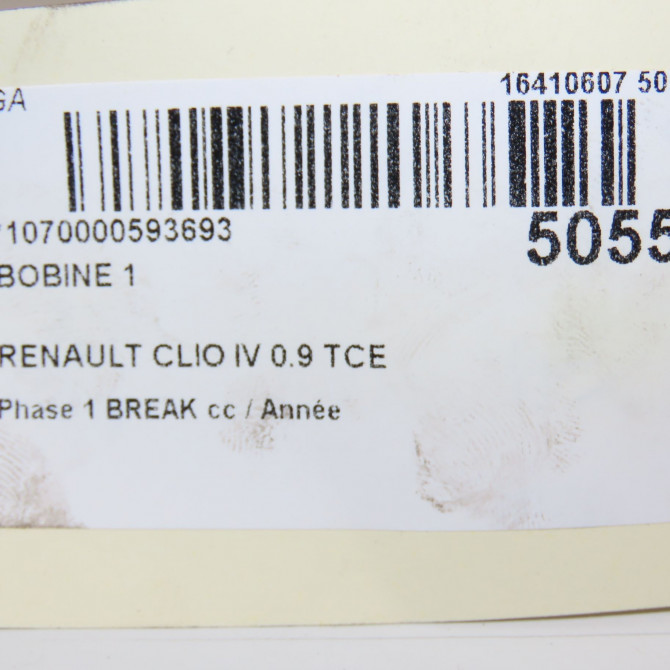 GA
16410607 50
*1070000593693
5055
BOBINE 1
RENAULT CLIO IV 0.9 TCE
Phase 1 BREAK cc / Année